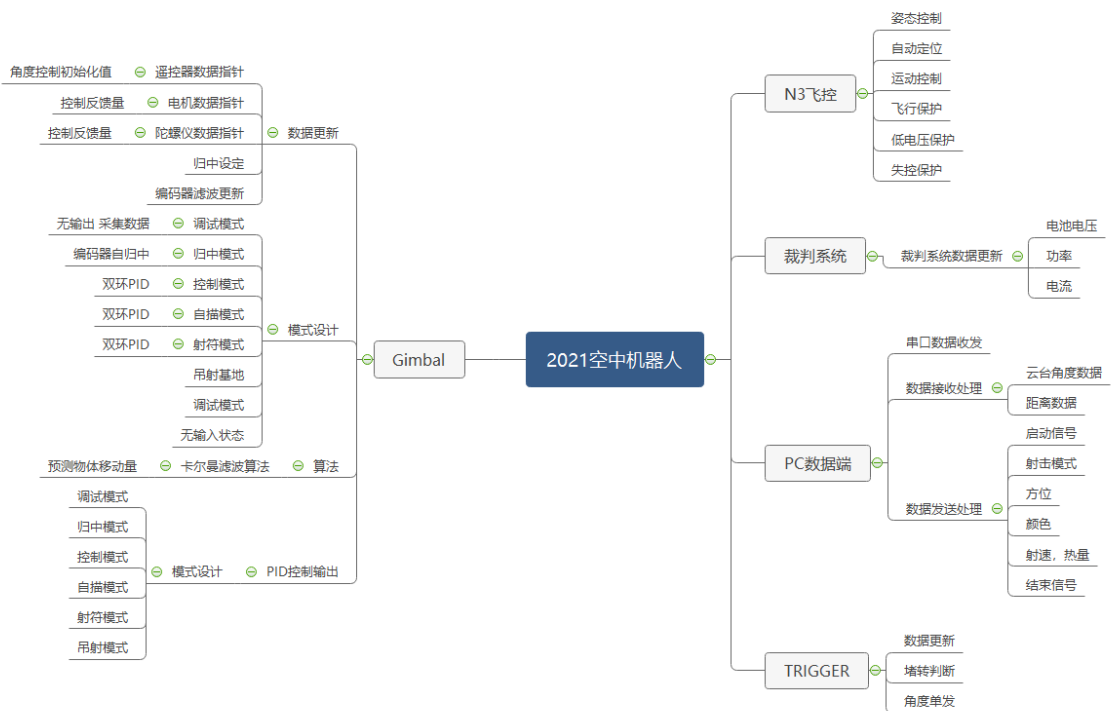 2021空中机器人
Gimbal
数据更新
遥控器数据指针
角度控制初始化值
电机数据指针
控制反馈量
陀螺仪数据指针
控制反馈量
归中设定
编码器滤波更新
模式设计
调试模式
无输出 采集数据
归中模式
编码器自归中
控制模式
双环PID
自描模式
双环PID
射符模式
双环PID
吊射基地
调试模式
无输入状态
算法
卡尔曼滤波算法
预测物体移动量
PID控制输出
模式设计
调试模式
归中模式
控制模式
自描模式
射符模式
吊射模式
N3飞控
姿态控制
自动定位
运动控制
飞行保护
低电压保护
失控保护
裁判系统
裁判系统数据更新
电池电压
功率
电流
PC数据端
串口数据收发
数据接收处理
云台角度数据
距离数据
数据发送处理
启动信号
射击模式
方位
颜色
射速，热量
结束信号
TRIGGER
数据更新
堵转判断
角度单发